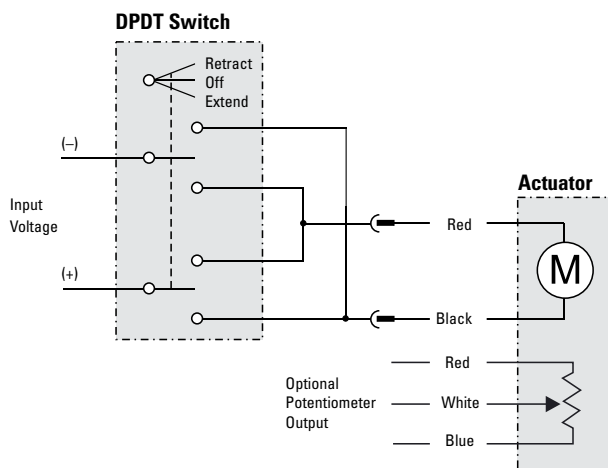 DPDT Switch
Retract
Off
Extend
(–)
Input
Voltage
(+)
Actuator
Red
M
Black
Red
Optional
Potentiometer
Output
White
Blue